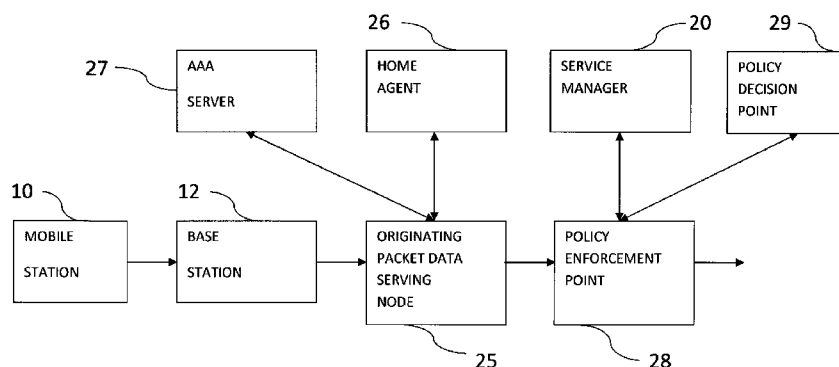 27
AAA
SERVER
26
HOME
AGENT
20
SERVICE
MANAGER
29
POLICY
DECISION
POINT
10
MOBILE
STATION
12
BASE
STATION
ORIGINATING
PACKET DATA
SERVING
NODE
25
POLICY
ENFORCEMENT
POINT
28